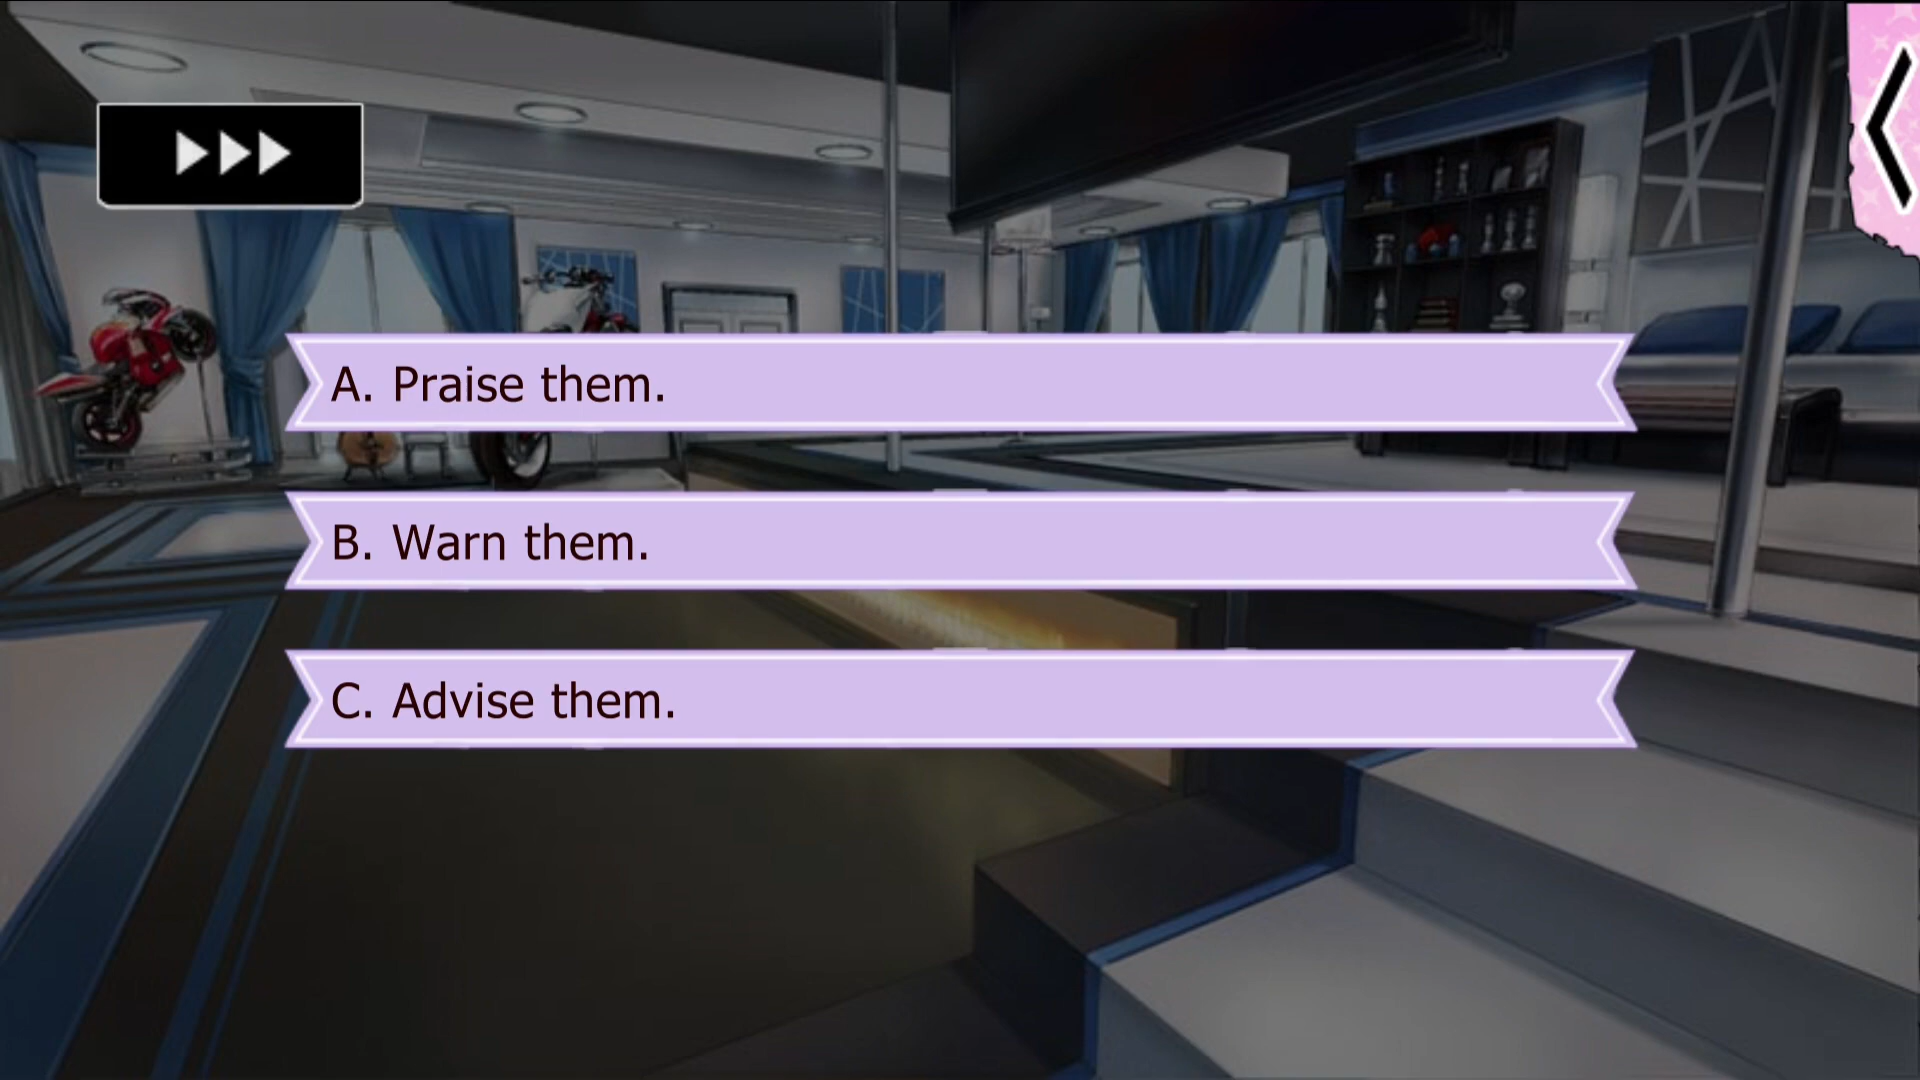 A. Praise them.
B. Warn them.
C. Advise them.